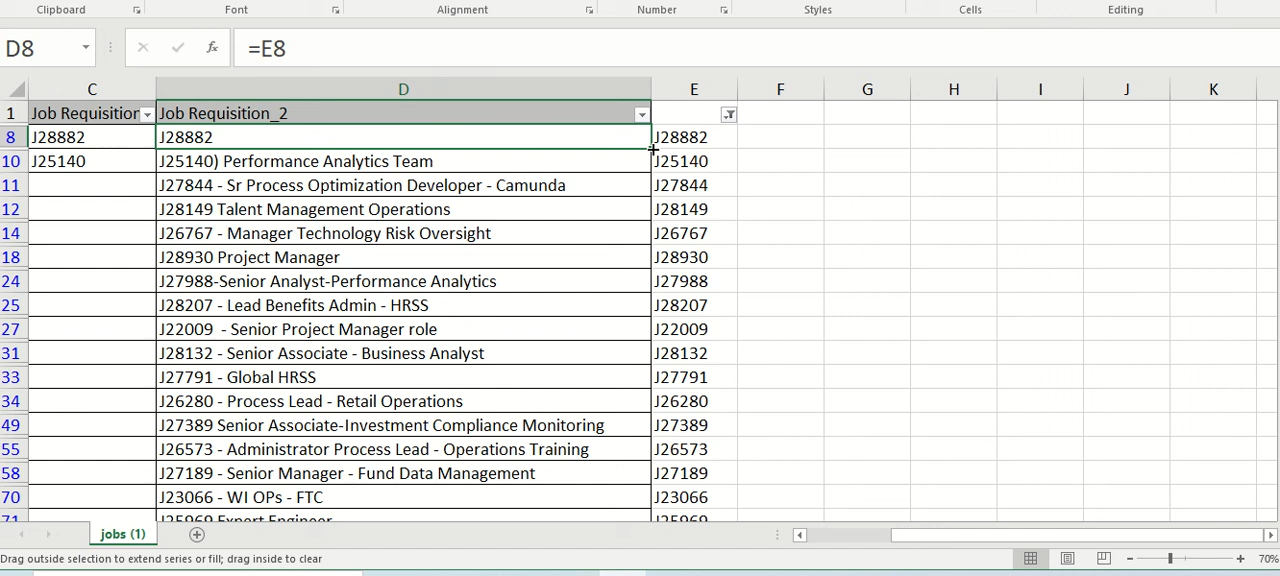 Clipboard Font Alignment Number Styles Cells Editing
D8 fx =E8
C D E F G H I J K
1 Job Requisition Job Requisition_2
8 J28882 J28882 J28882
10 J25140 J25140) Performance Analytics Team J25140
11 J27844 - Sr Process Optimization Developer - Camunda J27844
12 J28149 Talent Management Operations J28149
14 J26767 - Manager Technology Risk Oversight J26767
18 J28930 Project Manager J28930
24 J27988-Senior Analyst-Performance Analytics J27988
25 J28207 - Lead Benefits Admin - HRSS J28207
27 J22009  - Senior Project Manager role J22009
31 J28132 - Senior Associate - Business Analyst J28132
33 J27791 - Global HRSS J27791
34 J26280 - Process Lead - Retail Operations J26280
49 J27389 Senior Associate-Investment Compliance Monitoring J27389
55 J26573 - Administrator Process Lead - Operations Training J26573
58 J27189 - Senior Manager - Fund Data Management J27189
70 J23066 - WI OPs - FTC J23066
71 J25969 Expert Engineer J25969
jobs (1)
Drag outside selection to extend series or fill; drag inside to clear 70%